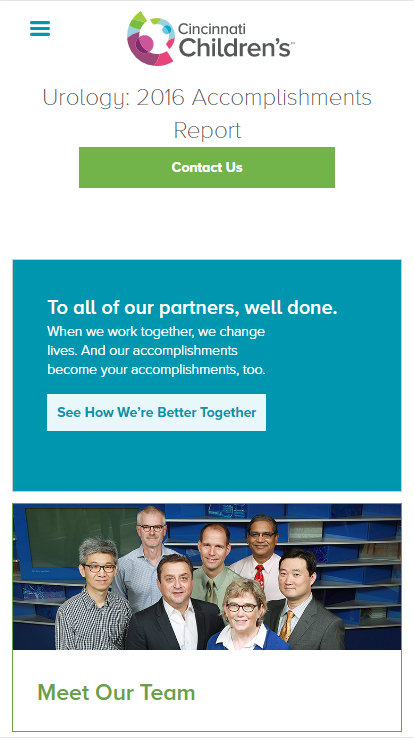 Cincinnati
Children's™
Urology: 2016 Accomplishments
Report
Contact Us
To all of our partners, well done.
When we work together, we change
lives. And our accomplishments
become your accomplishments, too.
See How We're Better Together
Meet Our Team